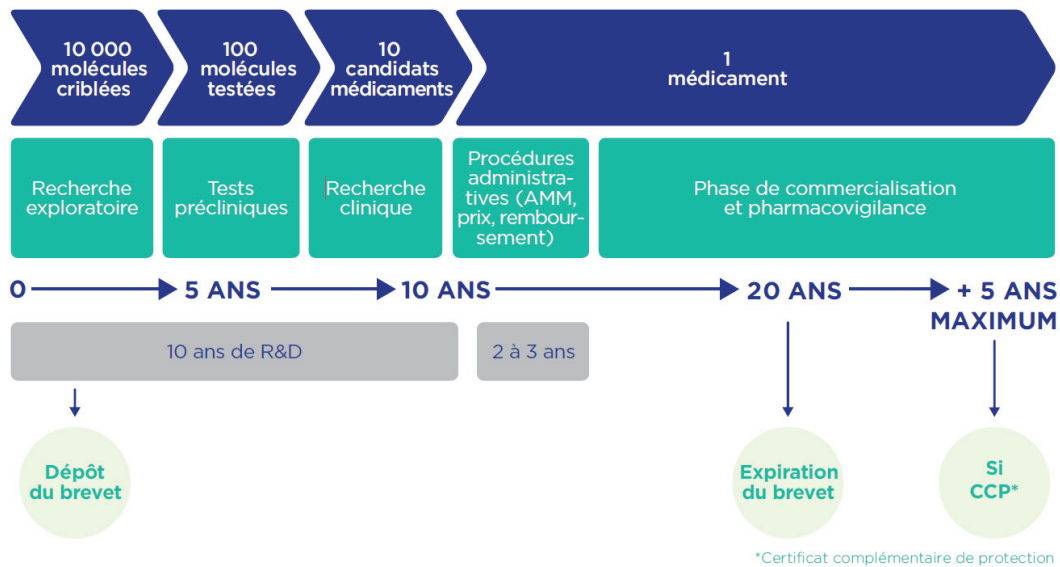 10 000
molécules
criblées
100
molécules
testées
10
candidats
médicaments
1
médicament
Recherche
exploratoire
Tests
précliniques
Recherche
clinique
Procédures
administra-
tives (AMM,
prix, rembour-
sement)
Phase de commercialisation
et pharmacovigilance
0
5 ANS
10 ANS
20 ANS
+ 5 ANS
MAXIMUM
10 ans de R&D
2 à 3 ans
Dépôt
du brevet
Expiration
du brevet
Si
CCP*
*Certificat complémentaire de protection